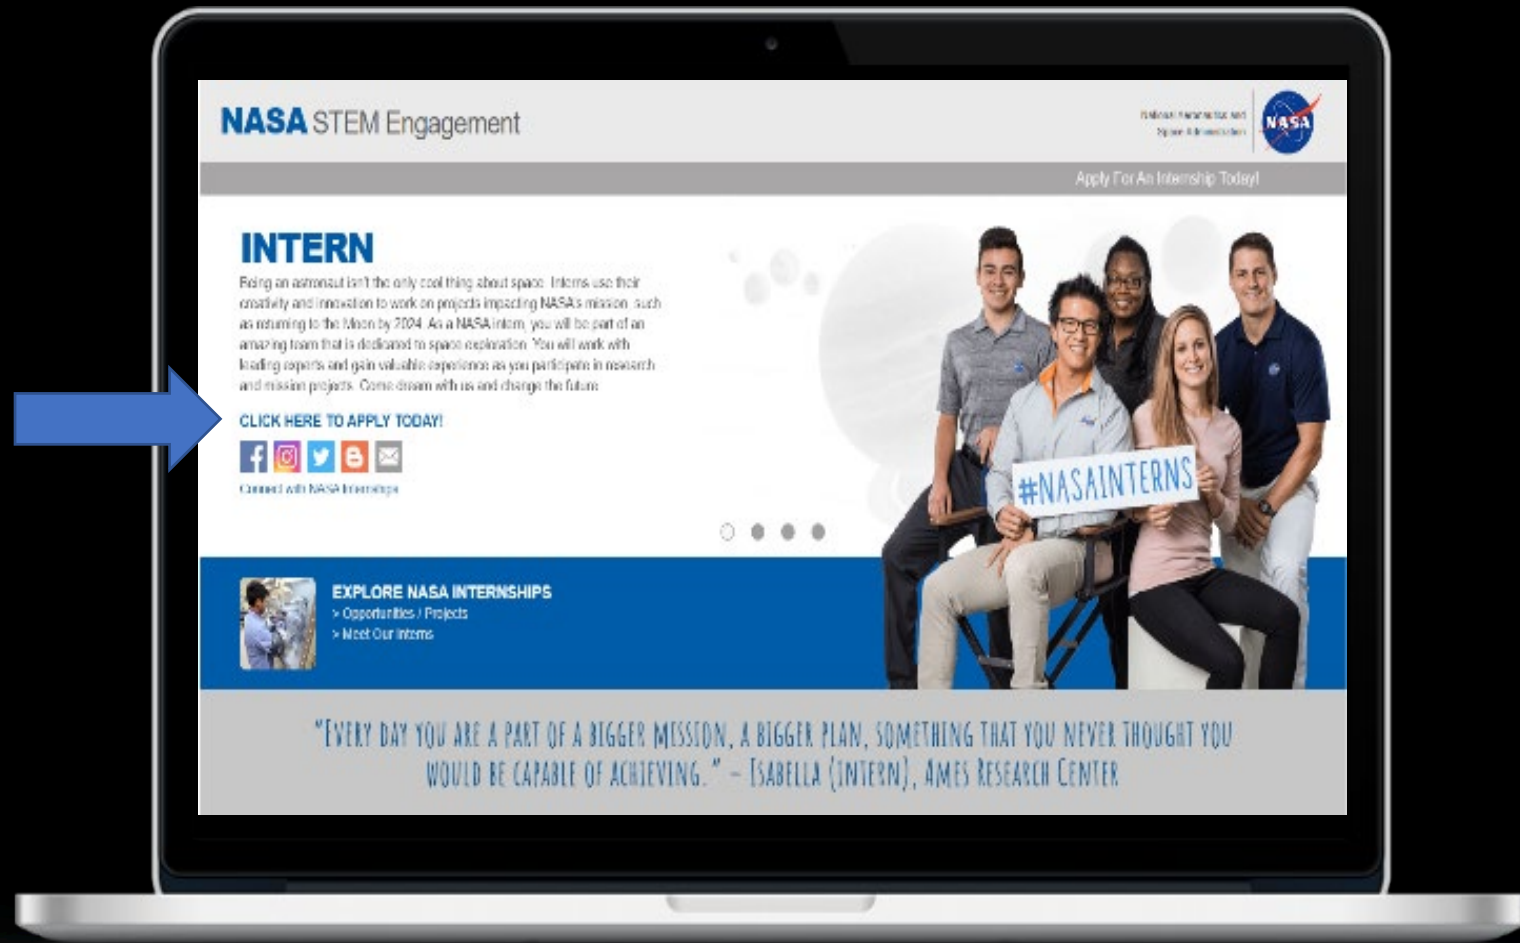 NASA STEM Engagement
National Aeronautics and
Space Administration
NASA
Apply For An Internship Today!
INTERN
Being an astronaut isn't the only cool thing about space. Interns use their
creativity and innovation to work on projects impacting NASA's mission, such
as returning to the Moon by 2024. As a NASA intern, you will be part of an
amazing team that is dedicated to space exploration. You will work with
leading experts and gain valuable experience as you participate in research
and mission projects. Come dream with us and change the future.
CLICK HERE TO APPLY TODAY!
Connect with NASA Internships
#NASAINTERNS
EXPLORE NASA INTERNSHIPS
> Opportunities / Projects
> Meet Our Interns
"EVERY DAY YOU ARE A PART OF A BIGGER MISSION, A BIGGER PLAN, SOMETHING THAT YOU NEVER THOUGHT YOU
WOULD BE CAPABLE OF ACHIEVING." – ISABELLA (INTERN), AMES RESEARCH CENTER